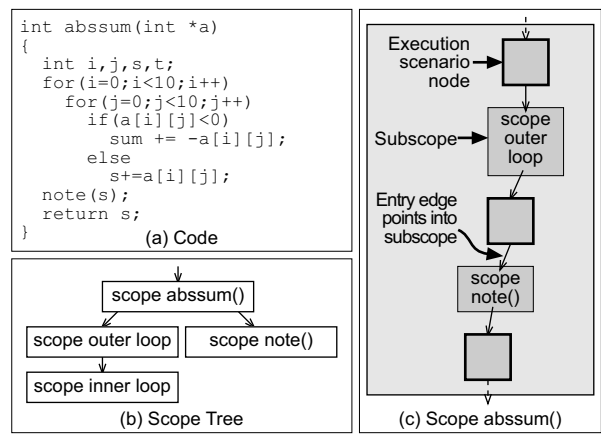 int abssum(int *a)
{
int i,j,s,t;
for(i=0;i<10;i++)
for(j=0;j<10;j++)
if(a[i][j]<0)
sum += -a[i][j];
else
s+=a[i][j];
note(s);
return s;
}
(a) Code
scope abssum()
scope outer loop
scope note()
scope inner loop
(b) Scope Tree
Execution
scenario
node
scope
outer
loop
Subscope
Entry edge
points into
subscope
scope
note()
(c) Scope abssum()